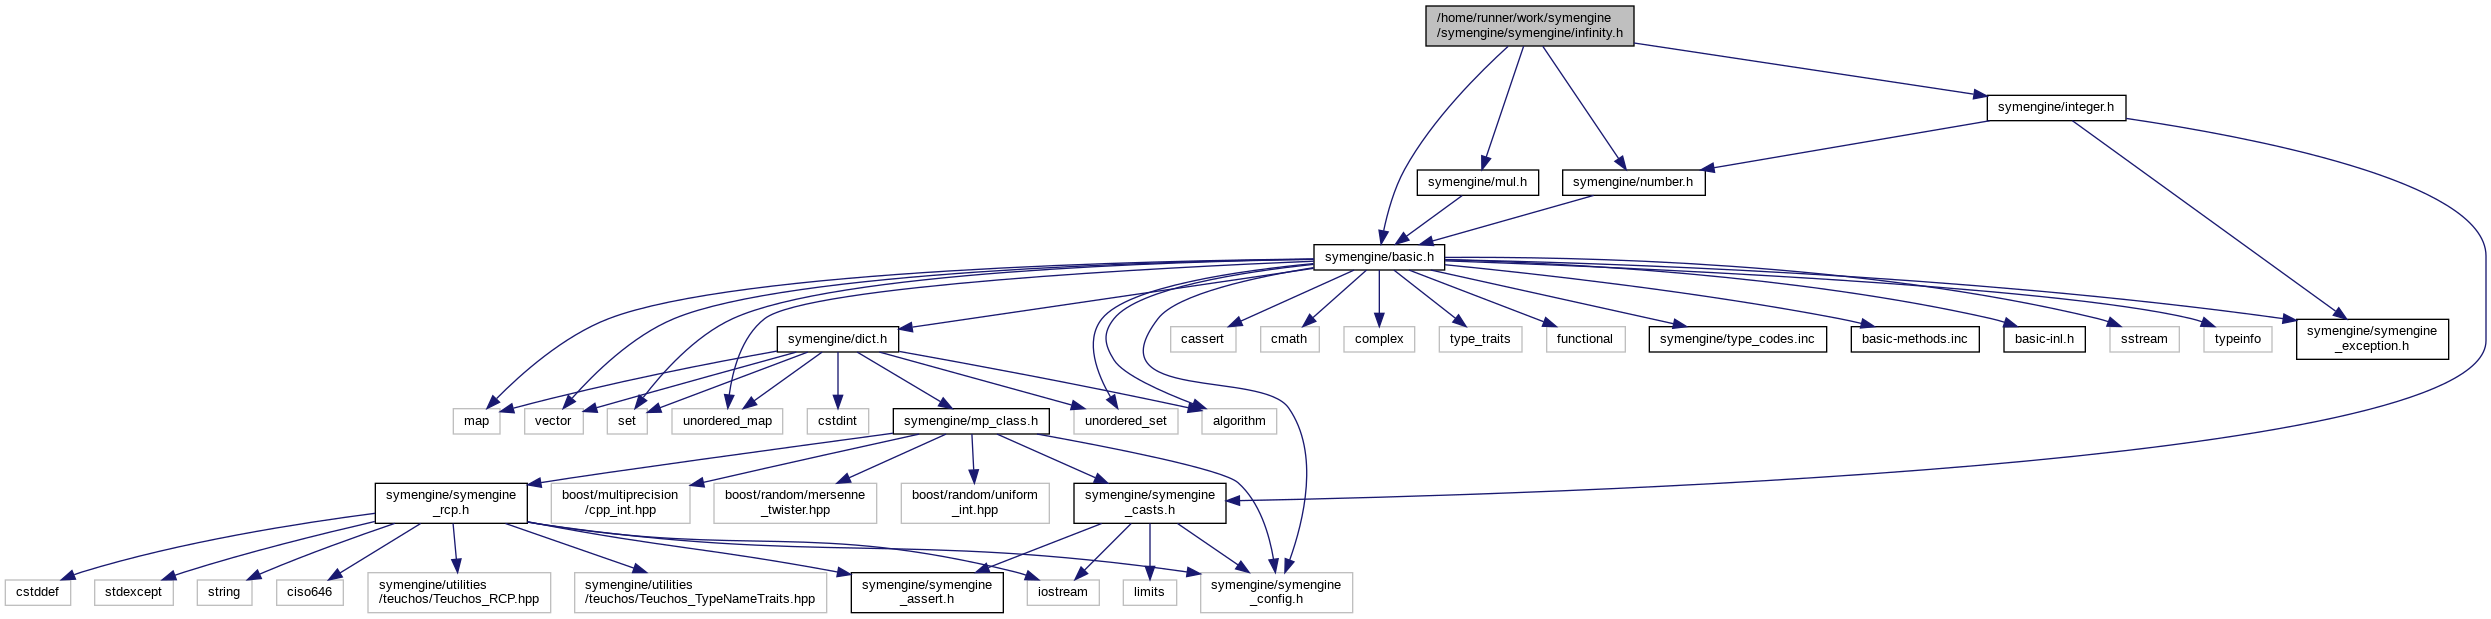 /home/runner/work/symengine
/symengine/symengine/infinity.h
symengine/integer.h
symengine/mul.h
symengine/number.h
symengine/basic.h
symengine/dict.h
cassert
cmath
complex
type_traits
functional
symengine/type_codes.inc
basic-methods.inc
basic-inl.h
sstream
typeinfo
symengine/symengine
_exception.h
map
vector
set
unordered_map
cstdint
symengine/mp_class.h
unordered_set
algorithm
symengine/symengine
_rcp.h
boost/multiprecision
/cpp_int.hpp
boost/random/mersenne
_twister.hpp
boost/random/uniform
_int.hpp
symengine/symengine
_casts.h
cstddef
stdexcept
string
ciso646
symengine/utilities
/teuchos/Teuchos_RCP.hpp
symengine/utilities
/teuchos/Teuchos_TypeNameTraits.hpp
symengine/symengine
_assert.h
iostream
limits
symengine/symengine
_config.h